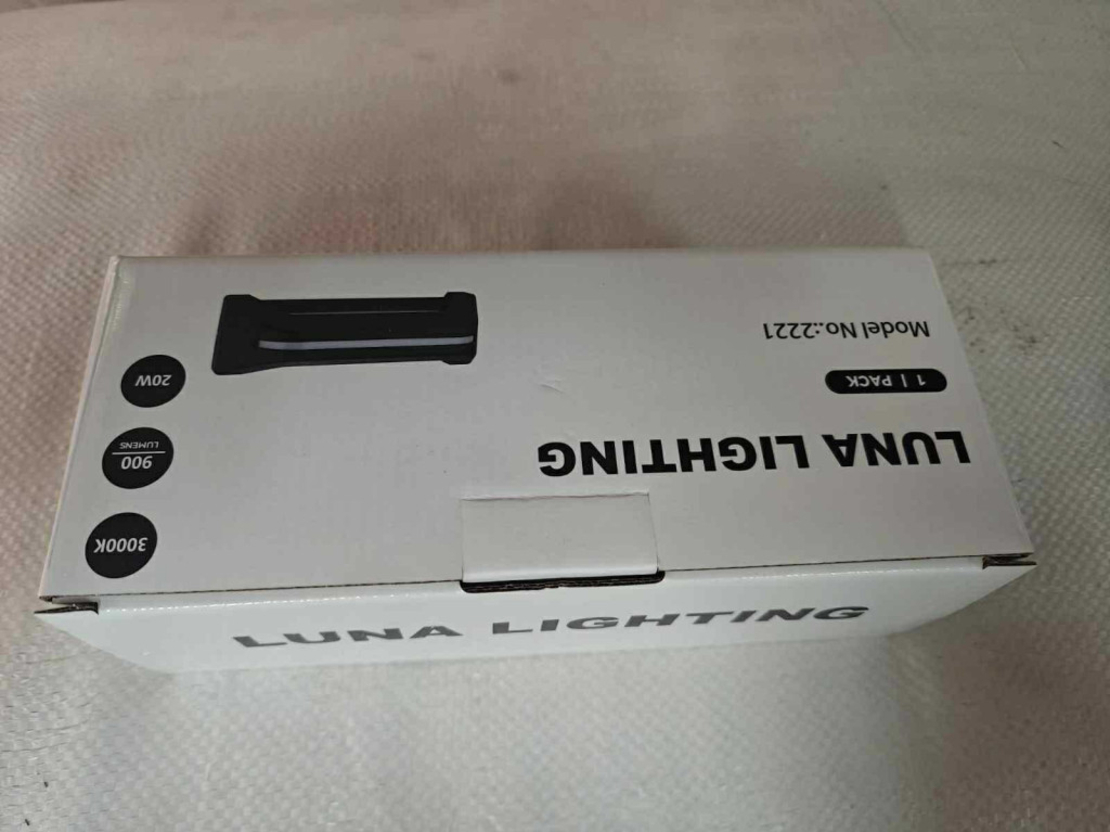 LUNA LIGHTING
1 | PACK
Model No.:2221
3000K
900
LUMENS
20W
LUNA LIGHTING